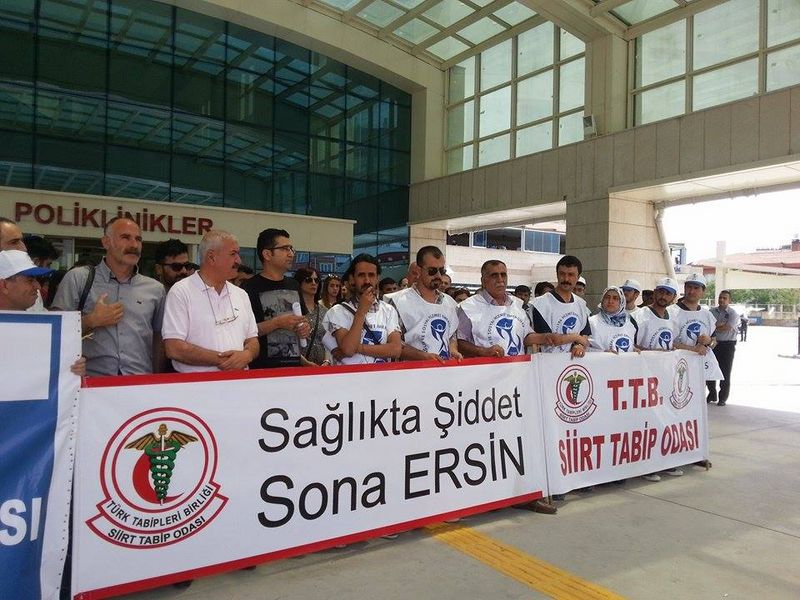 POLİKLİNİKLER
Sağlıkta Şiddet
Sona ERSİN
TÜRK TABİPLERİ BİRLİĞİ
SİİRT TABİP ODASI
T.T.B.
SİİRT TABİP ODASI